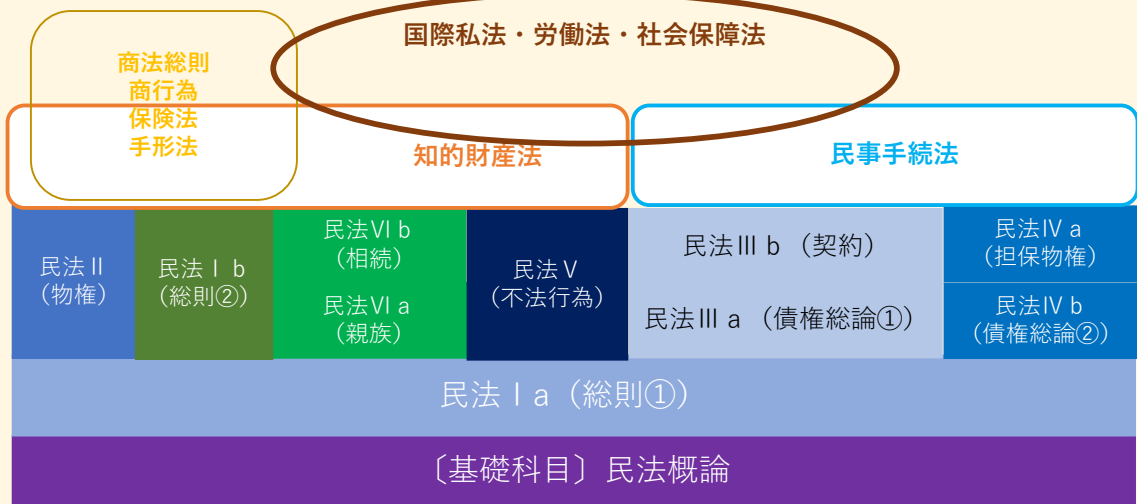 国際私法・労働法・社会保障法
商法総則
商行為
保険法
手形法
知的財産法
民事手続法
民法Ⅱ
(物権)
民法Ⅰb
(総則②)
民法Ⅵb
(相続)
民法Ⅵa
(親族)
民法Ⅴ
(不法行為)
民法Ⅲb(契約)
民法Ⅲa(債権総論①)
民法Ⅳa
(担保物権)
民法Ⅳb
(債権総論②)
民法Ⅰa(総則①)
〔基礎科目〕民法概論